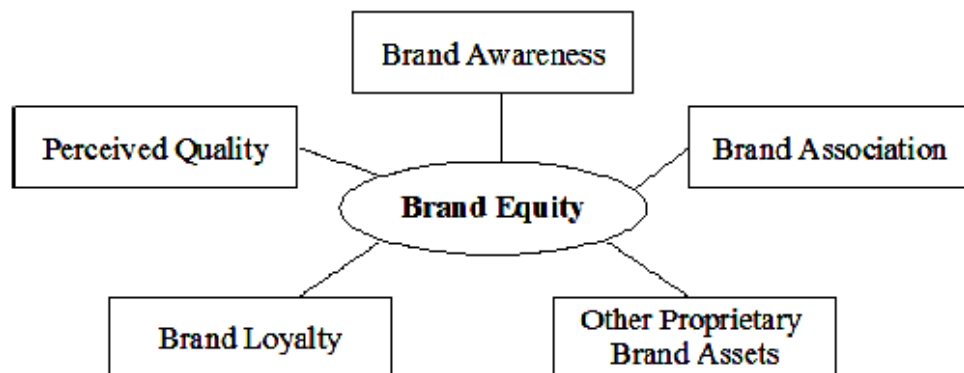 Brand Awareness
Perceived Quality
Brand Association
Brand Equity
Brand Loyalty
Other Proprietary
Brand Assets